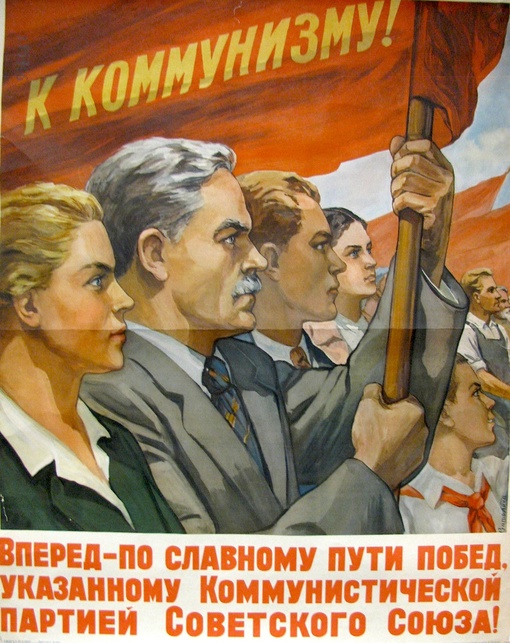 К КОММУНИЗМУ!
ВПЕРЕД-ПО СЛАВНОМУ ПУТИ ПОБЕД,
УКАЗАННОМУ КОММУНИСТИЧЕСКОЙ
ПАРТИЕЙ СОВЕТСКОГО СОЮЗА!